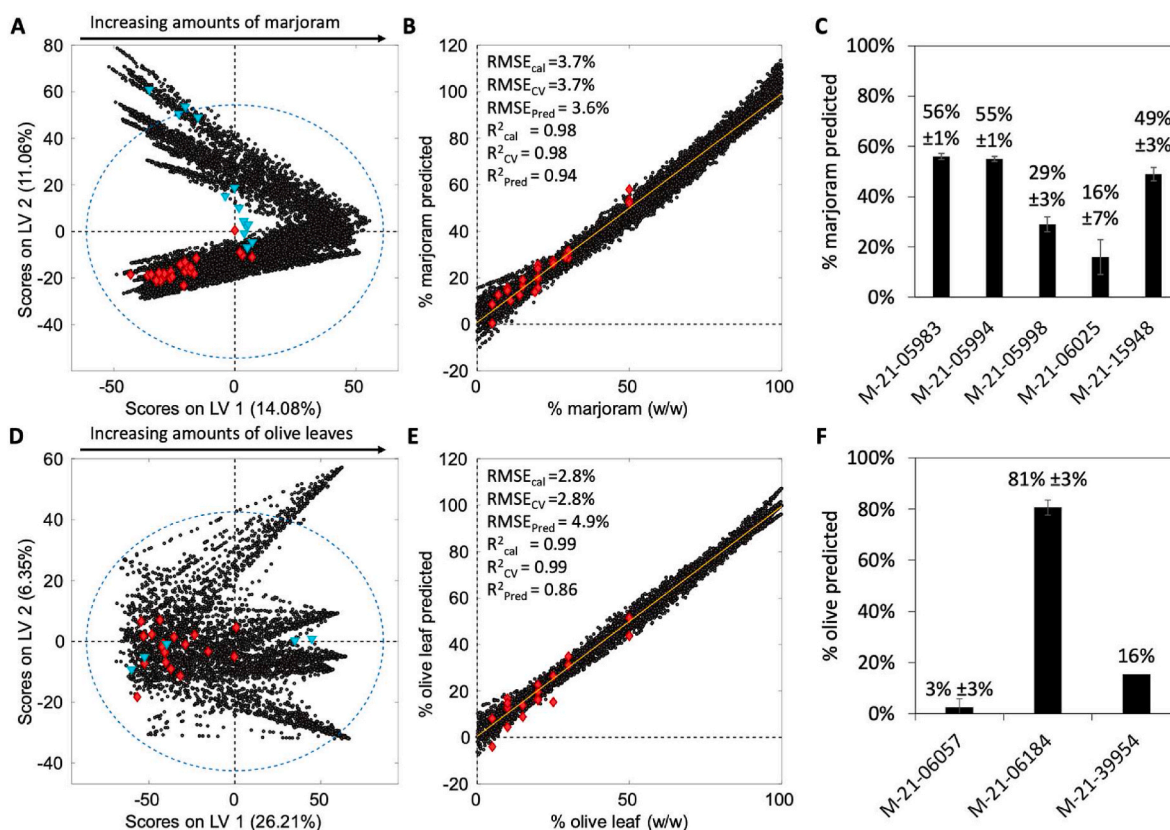 A
Increasing amounts of marjoram
Scores on LV 2 (11.06%)
80
60
40
20
0
-20
-40
-50
0
50
Scores on LV 1 (14.08%)
B
% marjoram predicted
120
100
80
60
40
20
0
-20
RMSEcal =3.7%
RMSECV =3.7%
RMSEPred = 3.6%
R2cal = 0.98
R2CV = 0.98
R2Pred = 0.94
0
50
100
% marjoram (w/w)
C
% marjoram predicted
100%
80%
60%
40%
20%
0%
56%
±1%
55%
±1%
29%
±3%
16%
±7%
49%
±3%
M-21-05983
M-21-05994
M-21-05998
M-21-06025
M-21-15948
D
Increasing amounts of olive leaves
Scores on LV 2 (6.35%)
60
40
20
0
-20
-40
-50
0
50
Scores on LV 1 (26.21%)
E
% olive leaf predicted
120
100
80
60
40
20
0
-20
RMSEcal =2.8%
RMSECV =2.8%
RMSEPred = 4.9%
R2cal = 0.99
R2CV = 0.99
R2Pred = 0.86
0
50
100
% olive leaf (w/w)
F
% olive predicted
100%
80%
60%
40%
20%
0%
3% ±3%
81% ±3%
16%
M-21-06057
M-21-06184
M-21-39954